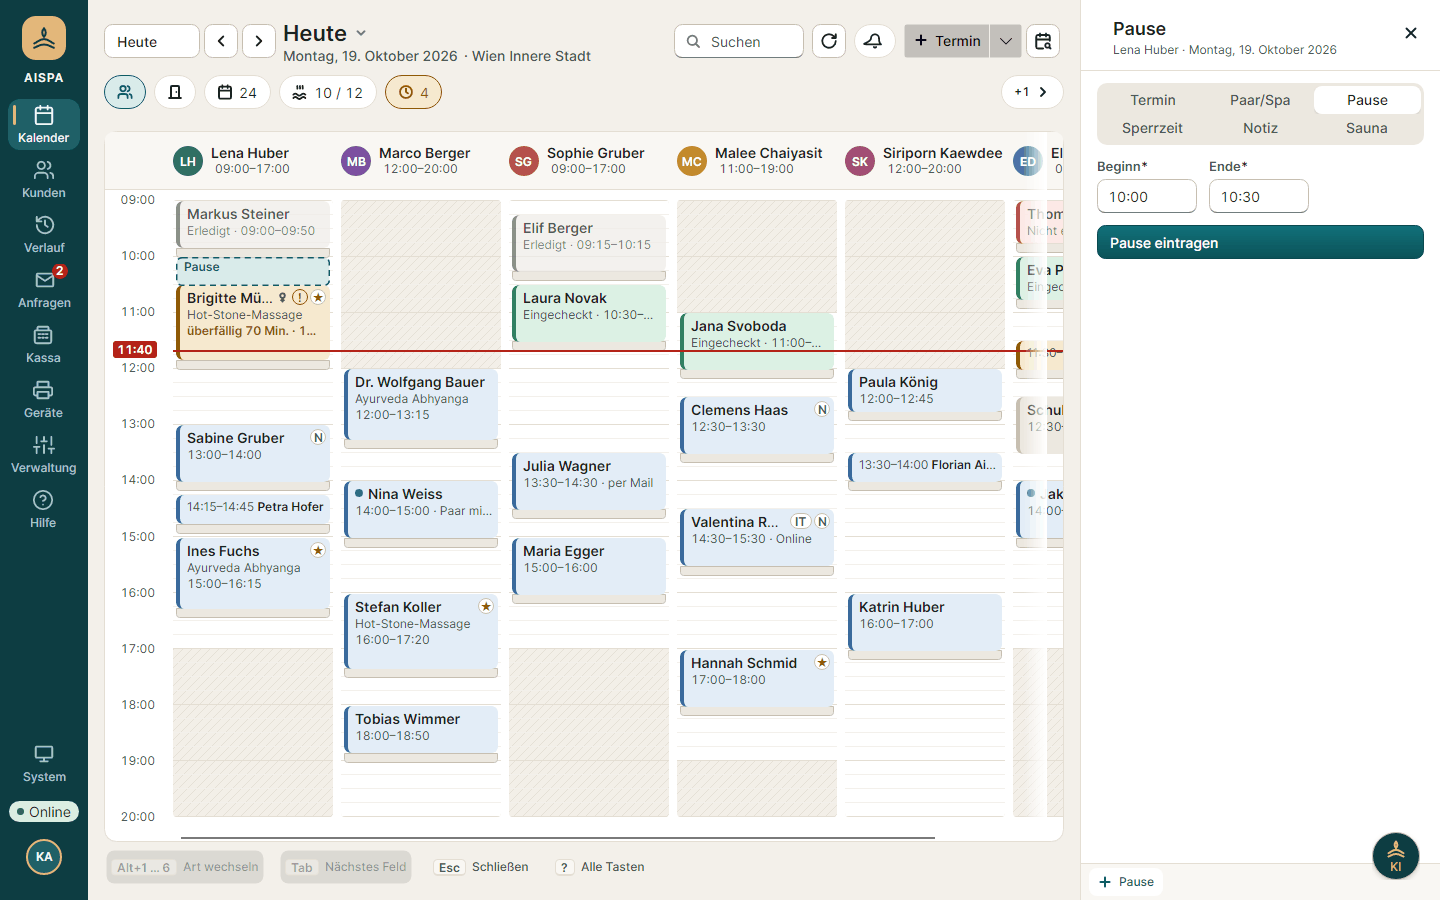 AISPA
Kalender
Kunden
Verlauf
2
Anfragen
Kassa
Geräte
Verwaltung
Hilfe
System
Online
KA
Heute
Heute
Montag, 19. Oktober 2026 · Wien Innere Stadt
Suchen
Termin
24
10 / 12
4
+1
LH
Lena Huber
09:00–17:00
MB
Marco Berger
12:00–20:00
SG
Sophie Gruber
09:00–17:00
MC
Malee Chaiyasit
11:00–19:00
SK
Siriporn Kaewdee
12:00–20:00
ED
09:00
10:00
11:00
11:40
12:00
13:00
14:00
15:00
16:00
17:00
18:00
19:00
20:00
Markus Steiner
Erledigt · 09:00–09:50
Pause
Brigitte Mü...
Hot-Stone-Massage
überfällig 70 Min. · 1...
Sabine Gruber
N
13:00–14:00
14:15–14:45 Petra Hofer
Ines Fuchs
Ayurveda Abhyanga
15:00–16:15
Dr. Wolfgang Bauer
Ayurveda Abhyanga
12:00–13:15
Nina Weiss
14:00–15:00 · Paar mi...
Stefan Koller
Hot-Stone-Massage
16:00–17:20
Tobias Wimmer
18:00–18:50
Elif Berger
Erledigt · 09:15–10:15
Laura Novak
Eingecheckt · 10:30–...
Julia Wagner
13:30–14:30 · per Mail
Maria Egger
15:00–16:00
Jana Svoboda
Eingecheckt · 11:00–...
Clemens Haas
N
12:30–13:30
Valentina R...
IT
N
14:30–15:30 · Online
Hannah Schmid
17:00–18:00
Paula König
12:00–12:45
13:30–14:00 Florian Ai...
Katrin Huber
16:00–17:00
Alt+1 ... 6
Art wechseln
Tab
Nächstes Feld
Esc
Schließen
?
Alle Tasten
Pause
Lena Huber · Montag, 19. Oktober 2026
Termin
Paar/Spa
Pause
Sperrzeit
Notiz
Sauna
Beginn*
Ende*
10:00
10:30
Pause eintragen
KI
Pause